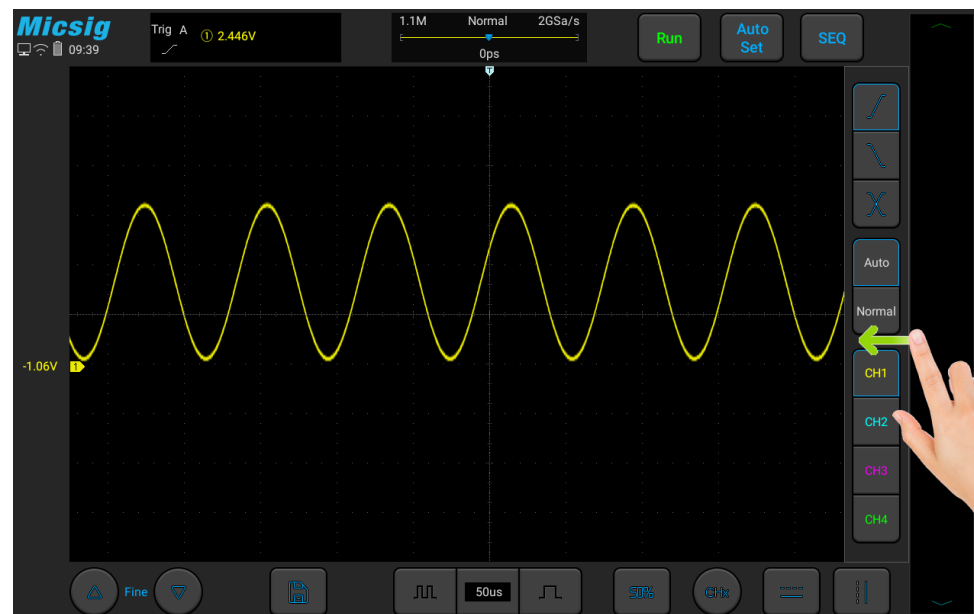 Micsig
09:39
Trig A ① 2.446V
1.1M Normal 2GSa/s
0ps
T
Run
Auto
Set
SEQ
Auto
Normal
-1.06V 1
CH1
CH2
CH3
CH4
Fine
50us
50%
CHx